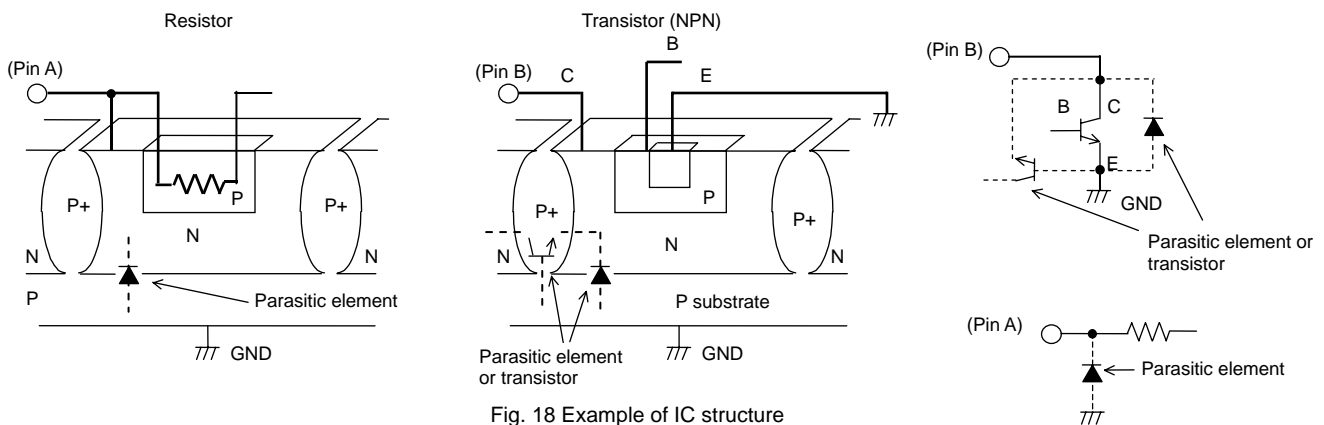 Resistor
(Pin A)
P+
P
P+
N
N
N
P
Parasitic element
GND
Transistor (NPN)
B
(Pin B)
C
E
P
P+
P+
N
N
N
P substrate
Parasitic element
or transistor
GND
(Pin B)
B
C
E
GND
Parasitic element or
transistor
(Pin A)
Parasitic element
Fig. 18 Example of IC structure